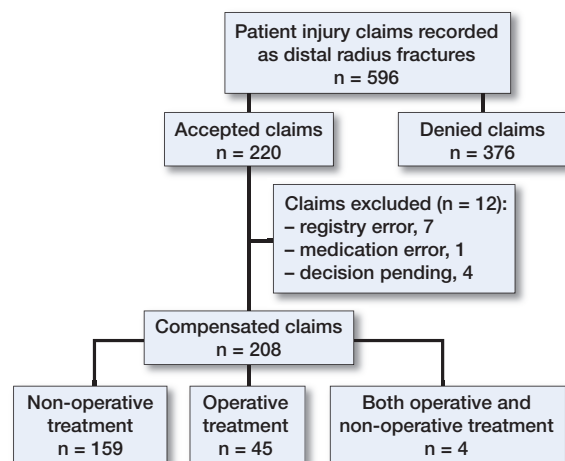 Patient injury claims recorded
as distal radius fractures
n = 596
Accepted claims
n = 220
Denied claims
n = 376
Claims excluded (n = 12):
– registry error, 7
– medication error, 1
– decision pending, 4
Compensated claims
n = 208
Non-operative
treatment
n = 159
Operative
treatment
n = 45
Both operative and
non-operative treatment
n = 4